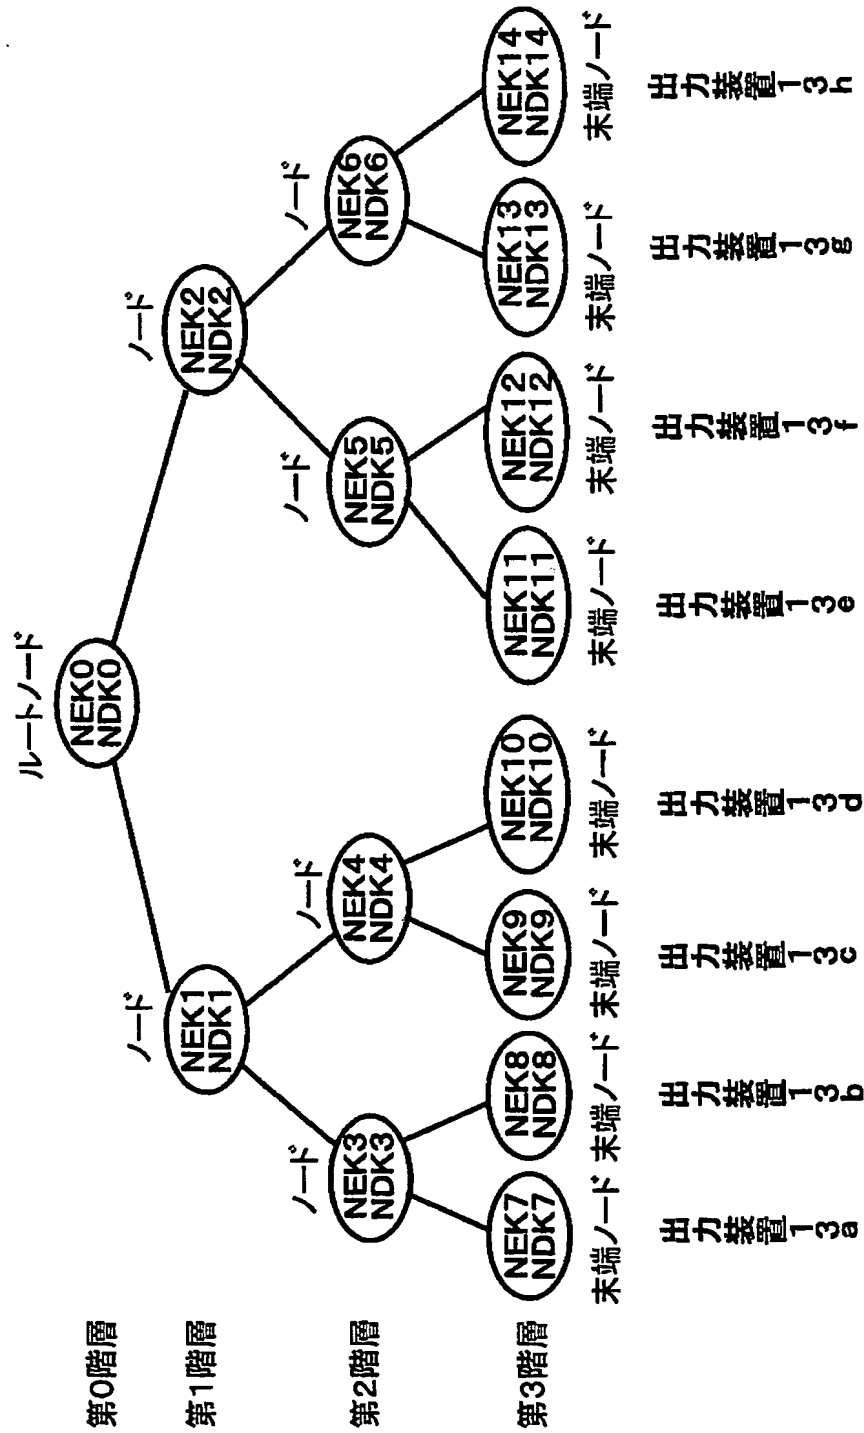 ルートノード
第0階層
NEK0
NDK0
ノード
ノード
第1階層
NEK1
NDK1
NEK2
NDK2
ノード
ノード
ノード
ノード
第2階層
NEK3
NDK3
NEK4
NDK4
NEK5
NDK5
NEK6
NDK6
第3階層
NEK7
NDK7
NEK8
NDK8
NEK9
NDK9
NEK10
NDK10
NEK11
NDK11
NEK12
NDK12
NEK13
NDK13
NEK14
NDK14
末端ノード
末端ノード
末端ノード
末端ノード
末端ノード
末端ノード
末端ノード
末端ノード
出力装置13a
出力装置13b
出力装置13c
出力装置13d
出力装置13e
出力装置13f
出力装置13g
出力装置13h